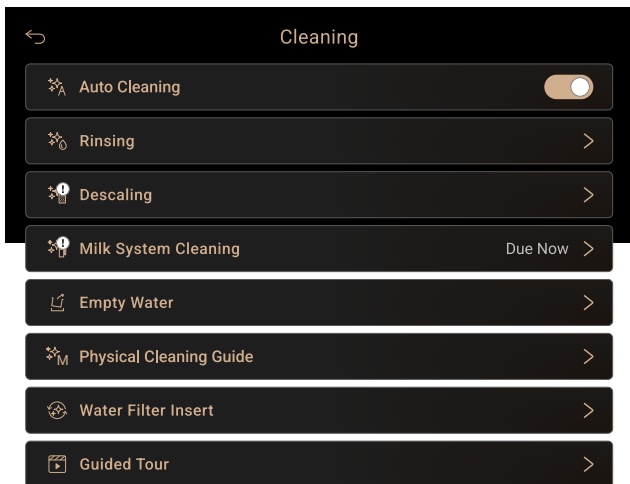 Cleaning
A Auto Cleaning
Rinsing
! Descaling
! Milk System Cleaning Due Now
Empty Water
M Physical Cleaning Guide
Water Filter Insert
Guided Tour